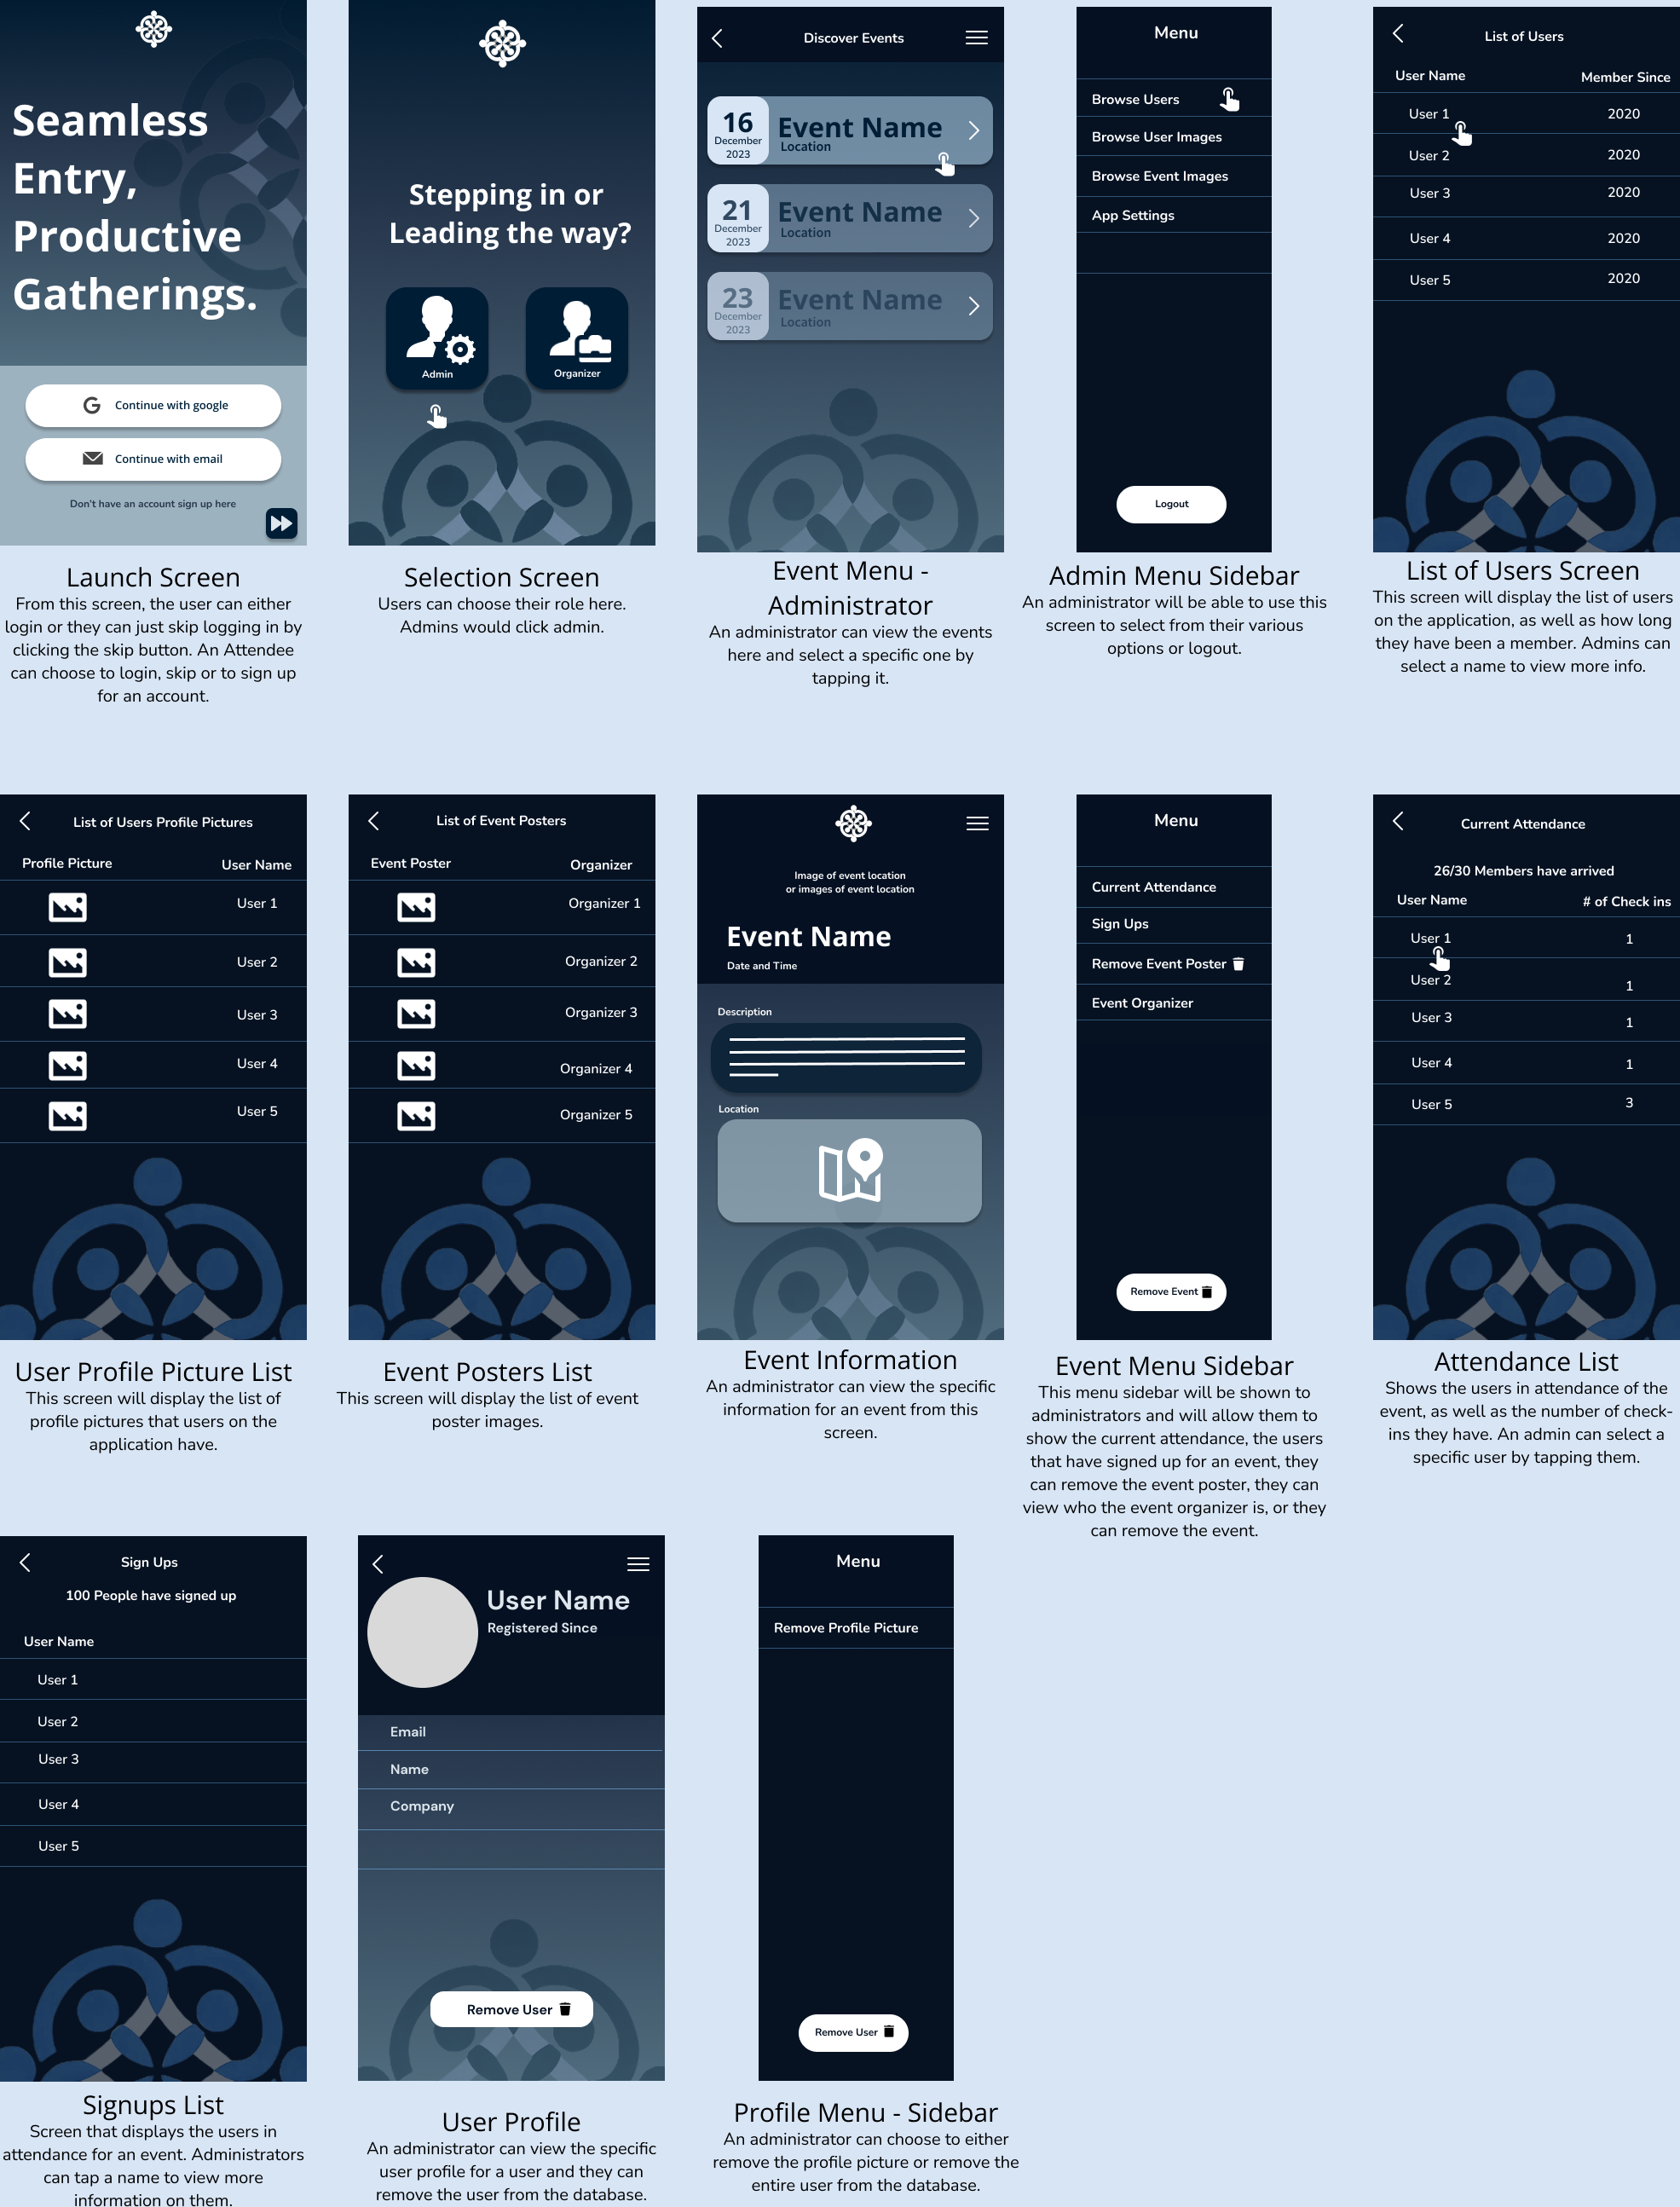 Seamless
Entry,
Productive
Gatherings.
Continue with google
Continue with email
Don't have an account sign up here
Launch Screen
From this screen, the user can either
login or they can just skip logging in by
clicking the skip button. An Attendee
can choose to login, skip or to sign up
for an account.
Stepping in or
Leading the way?
Admin
Organizer
Selection Screen
Users can choose their role here.
Admins would click admin.
Discover Events
16
December
2023
Event Name
Location
21
December
2023
Event Name
Location
23
December
2023
Event Name
Location
Event Menu -
Administrator
An administrator can view the events
here and select a specific one by
tapping it.
Menu
Browse Users
Browse User Images
Browse Event Images
App Settings
Logout
Admin Menu Sidebar
An administrator will be able to use this
screen to select from their various
options or logout.
List of Users
User Name Member Since
User 1 2020
User 2 2020
User 3 2020
User 4 2020
User 5 2020
List of Users Screen
This screen will display the list of users
on the application, as well as how long
they have been a member. Admins can
select a name to view more info.
List of Users Profile Pictures
Profile Picture User Name
User 1
User 2
User 3
User 4
User 5
User Profile Picture List
This screen will display the list of
profile pictures that users on the
application have.
List of Event Posters
Event Poster Organizer
Organizer 1
Organizer 2
Organizer 3
Organizer 4
Organizer 5
Event Posters List
This screen will display the list of event
poster images.
Image of event location
or images of event location
Event Name
Date and Time
Description
Location
Event Information
An administrator can view the specific
information for an event from this
screen.
Menu
Current Attendance
Sign Ups
Remove Event Poster
Event Organizer
Remove Event
Event Menu Sidebar
This menu sidebar will be shown to
administrators and will allow them to
show the current attendance, the users
that have signed up for an event, they
can remove the event poster, they can
view who the event organizer is, or they
can remove the event.
Current Attendance
26/30 Members have arrived
User Name # of Check ins
User 1 1
User 2 1
User 3 1
User 4 1
User 5 3
Attendance List
Shows the users in attendance of the
event, as well as the number of check-
ins they have. An admin can select a
specific user by tapping them.
Sign Ups
100 People have signed up
User Name
User 1
User 2
User 3
User 4
User 5
Signups List
Screen that displays the users in
attendance for an event. Administrators
can tap a name to view more
information on them.
User Name
Registered Since
Email
Name
Company
Remove User
User Profile
An administrator can view the specific
user profile for a user and they can
remove the user from the database.
Menu
Remove Profile Picture
Remove User
Profile Menu - Sidebar
An administrator can choose to either
remove the profile picture or remove the
entire user from the database.